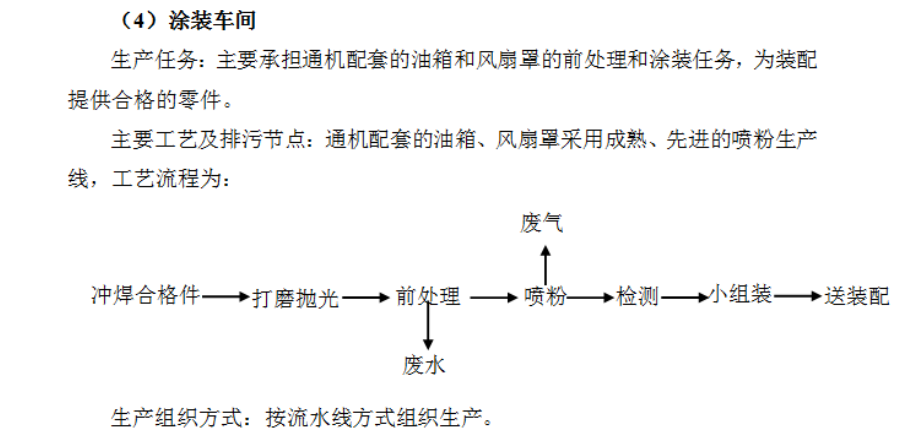 （4）涂装车间
生产任务：主要承担通机配套的油箱和风扇罩的前处理和涂装任务，为装配
提供合格的零件。
主要工艺及排污节点：通机配套的油箱、风扇罩采用成熟、先进的喷粉生产
线，工艺流程为：
废气
冲焊合格件 打磨抛光 前处理 喷粉 检测 小组装 送装配
废水
生产组织方式：按流水线方式组织生产。